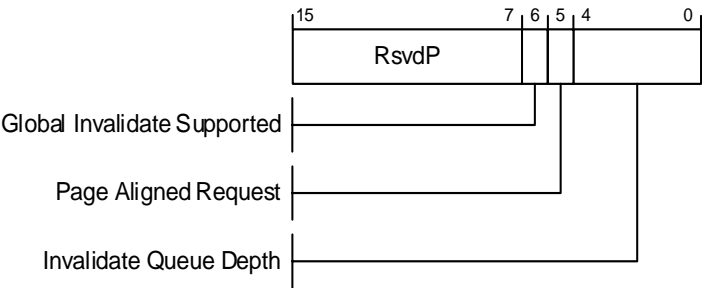 15 7 6 5 4 0
RsvdP
Global Invalidate Supported
Page Aligned Request
Invalidate Queue Depth